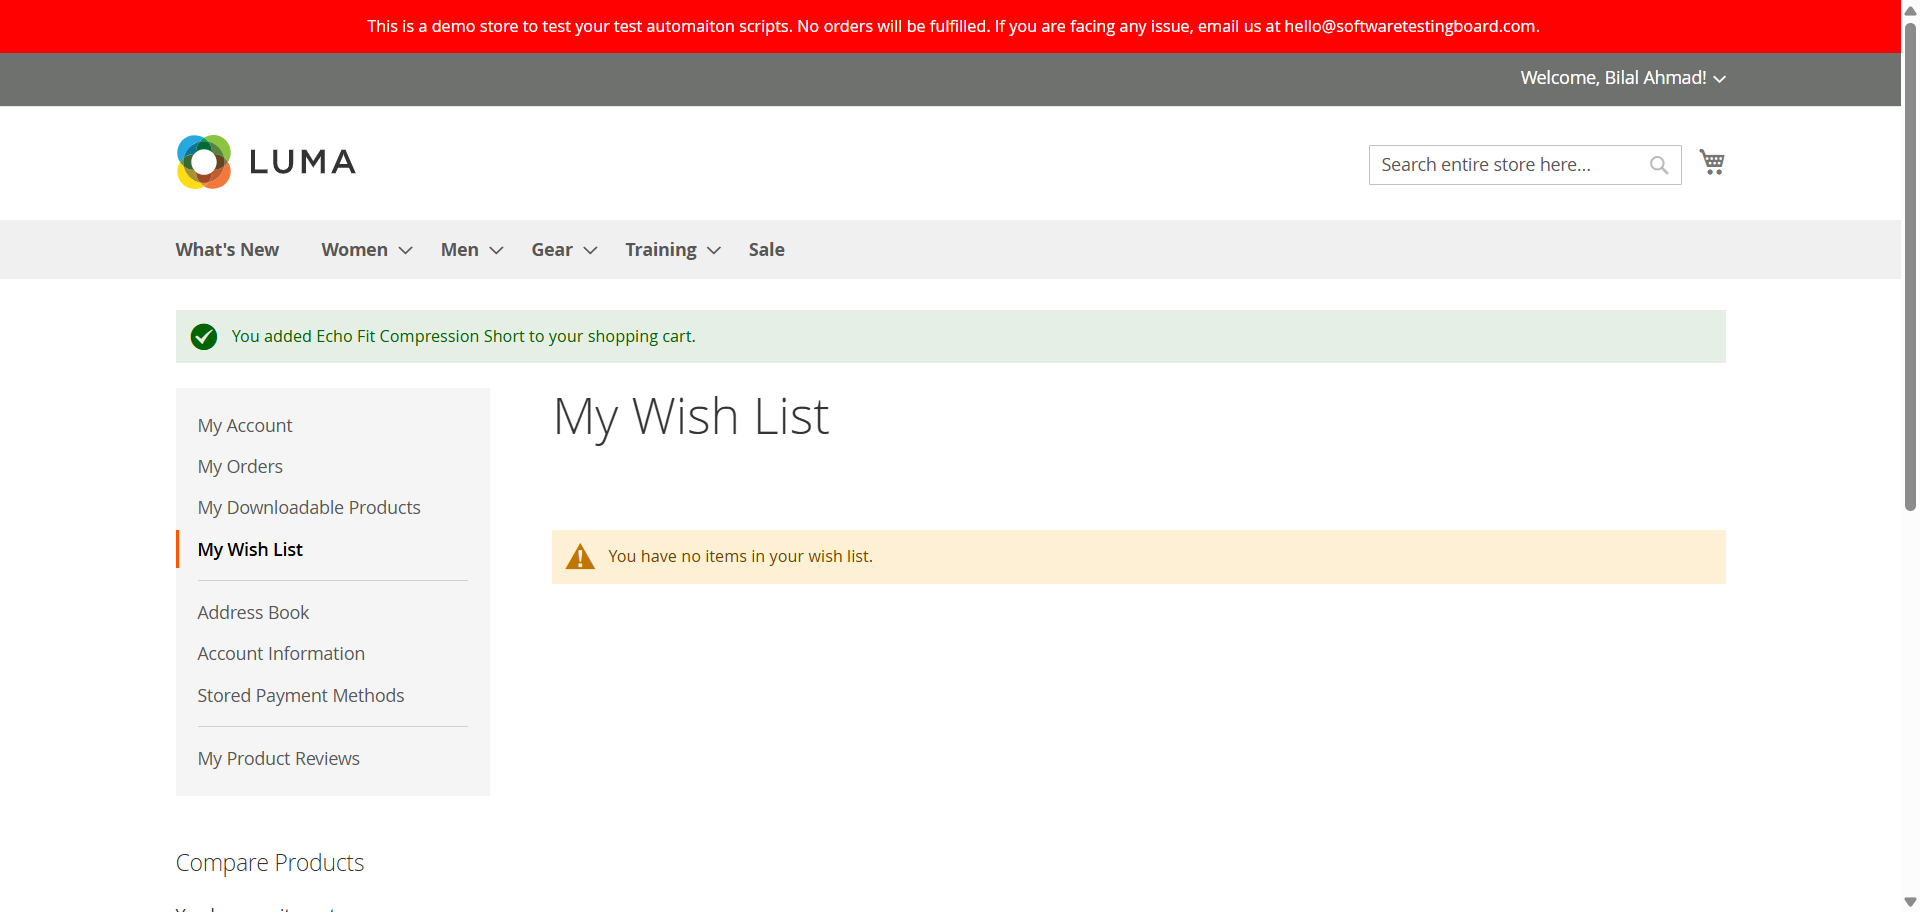 This is a demo store to test your test automaiton scripts. No orders will be fulfilled. If you are facing any issue, email us at hello@softwaretestingboard.com.
Welcome, Bilal Ahmad!
LUMA
Search entire store here...
What's New Women Men Gear Training Sale
You added Echo Fit Compression Short to your shopping cart.
My Account
My Orders
My Downloadable Products
My Wish List
Address Book
Account Information
Stored Payment Methods
My Product Reviews
My Wish List
You have no items in your wish list.
Compare Products